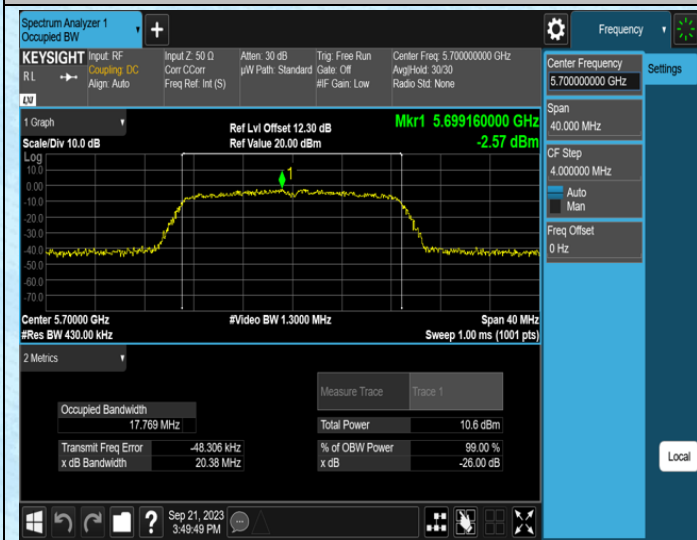 Spectrum Analyzer 1
Occupied BW
Frequency
KEYSIGHT
RL
LXI
Input: RF
Coupling: DC
Align: Auto
Input Z: 50 Ω
Corr CCorr
Freq Ref: Int (S)
Atten: 30 dB
µW Path: Standard
Trig: Free Run
Gate: Off
#IF Gain: Low
Center Freq: 5.700000000 GHz
Avg|Hold: 30/30
Radio Std: None
1 Graph
Scale/Div 10.0 dB
Ref Lvl Offset 12.30 dB
Ref Value 20.00 dBm
Mkr1 5.699160000 GHz
-2.57 dBm
Log
10.0
0.00
-10.0
-20.0
-30.0
-40.0
-50.0
-60.0
-70.0
1
Center 5.70000 GHz
#Res BW 430.00 kHz
#Video BW 1.3000 MHz
Span 40 MHz
Sweep 1.00 ms (1001 pts)
2 Metrics
Measure Trace
Trace 1
Occupied Bandwidth
17.769 MHz
Total Power
10.6 dBm
Transmit Freq Error
-48.306 kHz
% of OBW Power
99.00 %
x dB Bandwidth
20.38 MHz
x dB
-26.00 dB
Center Frequency
5.700000000 GHz
Settings
Span
40.000 MHz
CF Step
4.000000 MHz
Auto
Man
Freq Offset
0 Hz
Local
?
Sep 21, 2023
3:49:49 PM